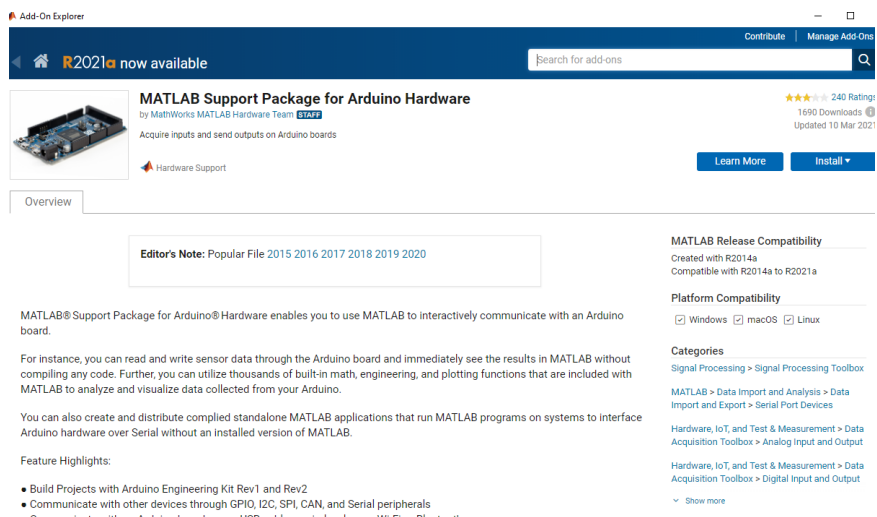 Add-On Explorer
Contribute | Manage Add-Ons
R2021a now available
Search for add-ons
MATLAB Support Package for Arduino Hardware
by MathWorks MATLAB Hardware Team STAFF
Acquire inputs and send outputs on Arduino boards
Hardware Support
240 Ratings
1690 Downloads
Updated 10 Mar 2021
Learn More
Install
Overview
Editor's Note: Popular File 2015 2016 2017 2018 2019 2020
MATLAB® Support Package for Arduino® Hardware enables you to use MATLAB to interactively communicate with an Arduino
board.
For instance, you can read and write sensor data through the Arduino board and immediately see the results in MATLAB without
compiling any code. Further, you can utilize thousands of built-in math, engineering, and plotting functions that are included with
MATLAB to analyze and visualize data collected from your Arduino.
You can also create and distribute complied standalone MATLAB applications that run MATLAB programs on systems to interface
Arduino hardware over Serial without an installed version of MATLAB.
Feature Highlights:
● Build Projects with Arduino Engineering Kit Rev1 and Rev2
● Communicate with other devices through GPIO, I2C, SPI, CAN, and Serial peripherals
MATLAB Release Compatibility
Created with R2014a
Compatible with R2014a to R2021a
Platform Compatibility
Windows macOS Linux
Categories
Signal Processing > Signal Processing Toolbox
MATLAB > Data Import and Analysis > Data
Import and Export > Serial Port Devices
Hardware, IoT, and Test & Measurement > Data
Acquisition Toolbox > Analog Input and Output
Hardware, IoT, and Test & Measurement > Data
Acquisition Toolbox > Digital Input and Output
Show more